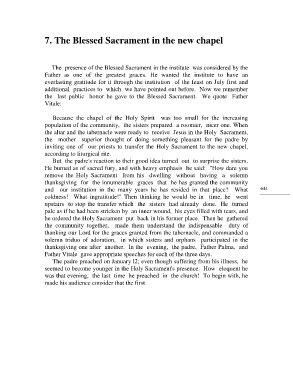 7. The Blessed Sacrament in the new chapel
The presence of the Blessed Sacrament in the institute was considered by the
Father as one of the greatest graces. He wanted the institute to have an
everlasting gratitude for it through the institution of the feast on July first and
additional practices to which we have pointed out before. Now we remember
the last public honor he gave to the Blessed Sacrament. We quote Father
Vitale:
Because the chapel of the Holy Spirit was too small for the increasing
population of the community, the sisters prepared a roomier, nicer one. When
the altar and the tabernacle were ready to receive Jesus in the Holy Sacrament,
the mother superior thought of doing something pleasant for the padre by
inviting one of our priests to transfer the Holy Sacrament to the new chapel,
according to liturgical site.
But the padre's reaction to their good idea turned out to surprise the sisters.
He burned as of sacred fury, and with heavy emphasis he said: "How dare you
remove the Holy Sacrament from his dwelling without having a solemn
thanksgiving for the innumerable graces that he has granted the community
and our institution in the many years he has resided in that place? What
coldness! What ingratitude!" Then thinking he would be in time, he went
upstairs to stop the transfer which the sisters had already done. He turned
pale as if he had been stricken by an inner wound, his eyes filled with tears, and
he ordered the Holy Sacrament put back in his former place. Then he gathered
the community together, made them understand the indispensable duty of
thanking our Lord for the graces granted from the tabernacle, and commanded a
solemn triduo of adoration, in which sisters and orphans participated in the
thanksgiving one after another. In the evening, the padre, Father Palma, and
Father Vitale gave appropriate speeches for each of the three days.
The padre preached on January 12; even though suffering from his illness, he
seemed to become younger in the Holy Sacrament's presence. How eloquent he
was that evening, the last time he preached in the church! To begin with, he
made his audience consider that the first